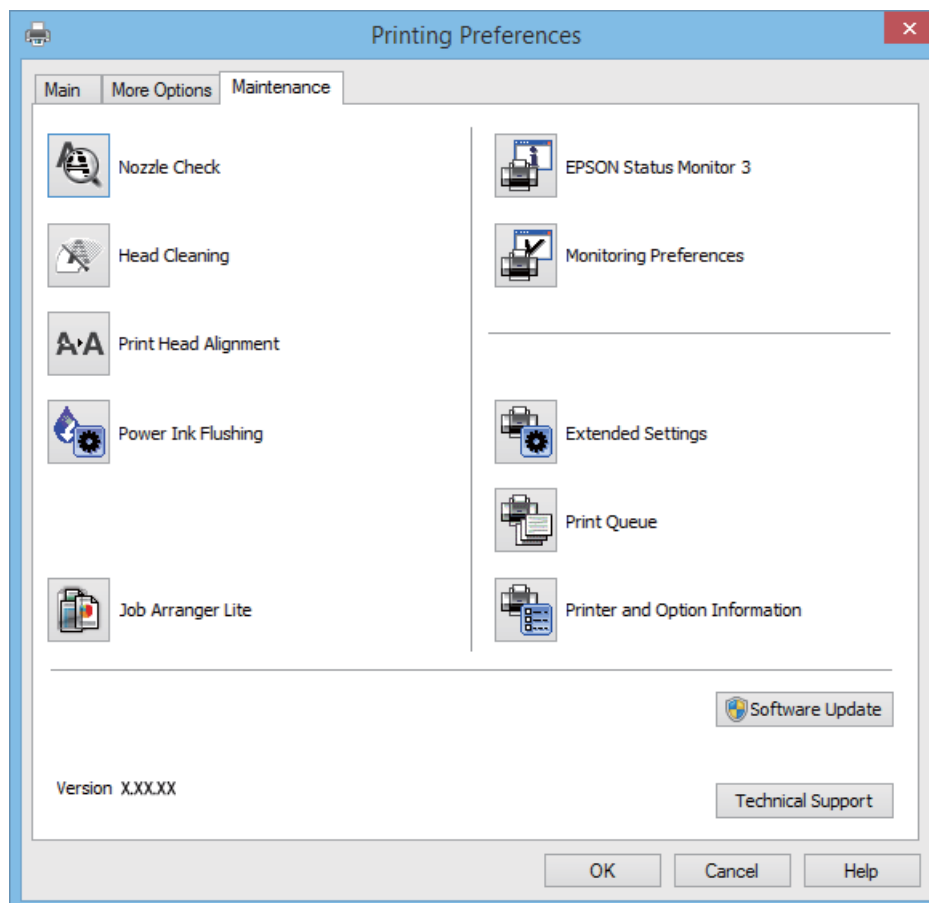 Printing Preferences
Main
More Options
Maintenance
Nozzle Check
Head Cleaning
Print Head Alignment
Power Ink Flushing
Job Arranger Lite
EPSON Status Monitor 3
Monitoring Preferences
Extended Settings
Print Queue
Printer and Option Information
Software Update
Version X.XX.XX
Technical Support
OK
Cancel
Help